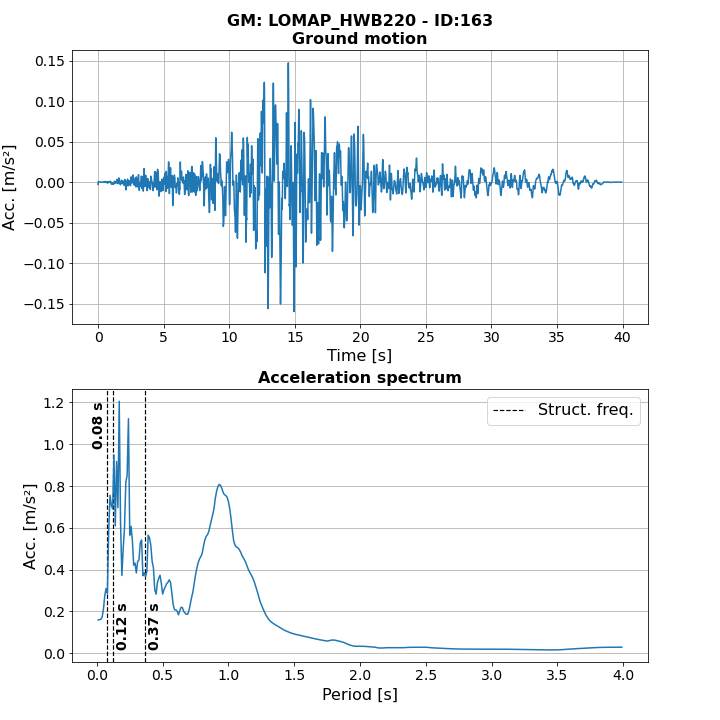 GM: LOMAP_HWB220 - ID:163
Ground motion
0.15
0.10
0.05
0.00
−0.05
−0.10
−0.15
Acc. [m/s²]
0
5
10
15
20
25
30
35
40
Time [s]
Acceleration spectrum
Struct. freq.
1.2
1.0
0.8
0.6
0.4
0.2
0.0
Acc. [m/s²]
0.08 s
0.12 s
0.37 s
0.0
0.5
1.0
1.5
2.0
2.5
3.0
3.5
4.0
Period [s]